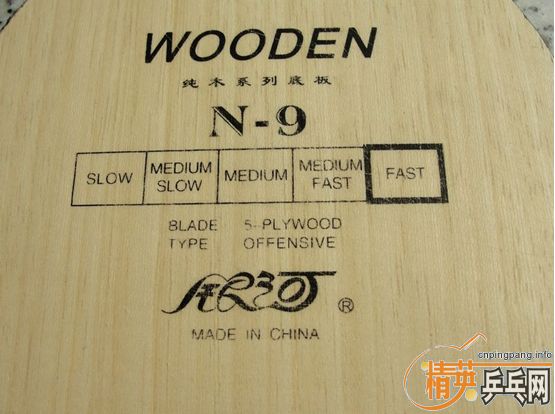 WOODEN
纯木系列底板
N-9
SLOW MEDIUM SLOW MEDIUM MEDIUM FAST FAST
BLADE 5-PLYWOOD
TYPE OFFENSIVE
®
MADE IN CHINA
cnpingpang.info
精英乒乓网